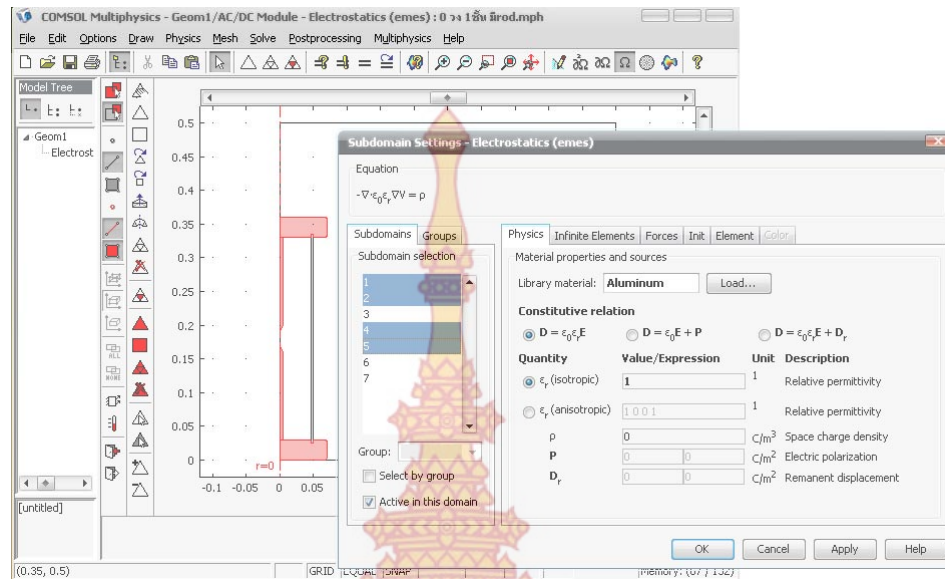 COMSOL Multiphysics - Geom1/AC/DC Module - Electrostatics (emes) : 0 วง 1ชั้น มีrod.mph
File Edit Options Draw Physics Mesh Solve Postprocessing Multiphysics Help
Model Tree
Geom1
Electrost
[untitled]
0.5
0.45
0.4
0.35
0.3
0.25
0.2
0.15
0.1
0.05
0
r=0
-0.1 -0.05 0 0.05
Subdomain Settings - Electrostatics (emes)
Equation
-∇·ε₀εᵣ∇V = ρ
Subdomains Groups
Subdomain selection
1
2
3
4
5
6
7
Group:
Select by group
Active in this domain
Physics Infinite Elements Forces Init Element Color
Material properties and sources
Library material: Aluminum Load...
Constitutive relation
D = ε₀εᵣE D = ε₀E + P D = ε₀εᵣE + Dᵣ
Quantity Value/Expression Unit Description
εᵣ (isotropic) 1 1 Relative permittivity
εᵣ (anisotropic) 1 0 0 1 1 Relative permittivity
ρ 0 C/m³ Space charge density
P 0 0 C/m² Electric polarization
Dᵣ 0 0 C/m² Remanent displacement
OK Cancel Apply Help
(0.35, 0.5) GRID EQUAL SNAP Memory: (67 / 132)